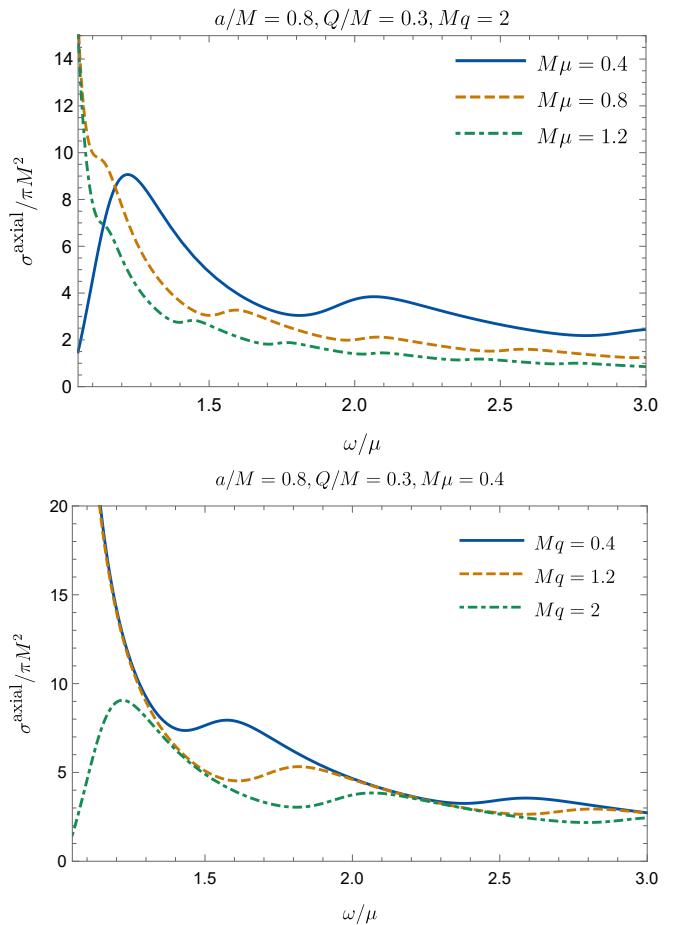 a/M = 0.8, Q/M = 0.3, Mq = 2
σ^axial/πM^2
14
12
10
8
6
4
2
0
Mμ = 0.4
Mμ = 0.8
Mμ = 1.2
1.5 2.0 2.5 3.0
ω/μ
a/M = 0.8, Q/M = 0.3, Mμ = 0.4
σ^axial/πM^2
20
15
10
5
0
Mq = 0.4
Mq = 1.2
Mq = 2
1.5 2.0 2.5 3.0
ω/μ